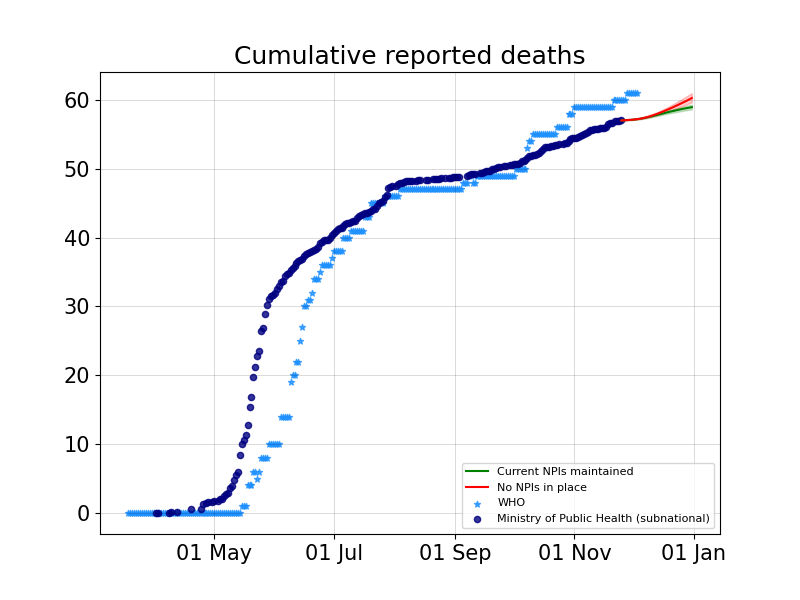 Cumulative reported deaths
60
50
40
30
20
10
0
01 May
01 Jul
01 Sep
01 Nov
01 Jan
Current NPIs maintained
No NPIs in place
WHO
Ministry of Public Health (subnational)